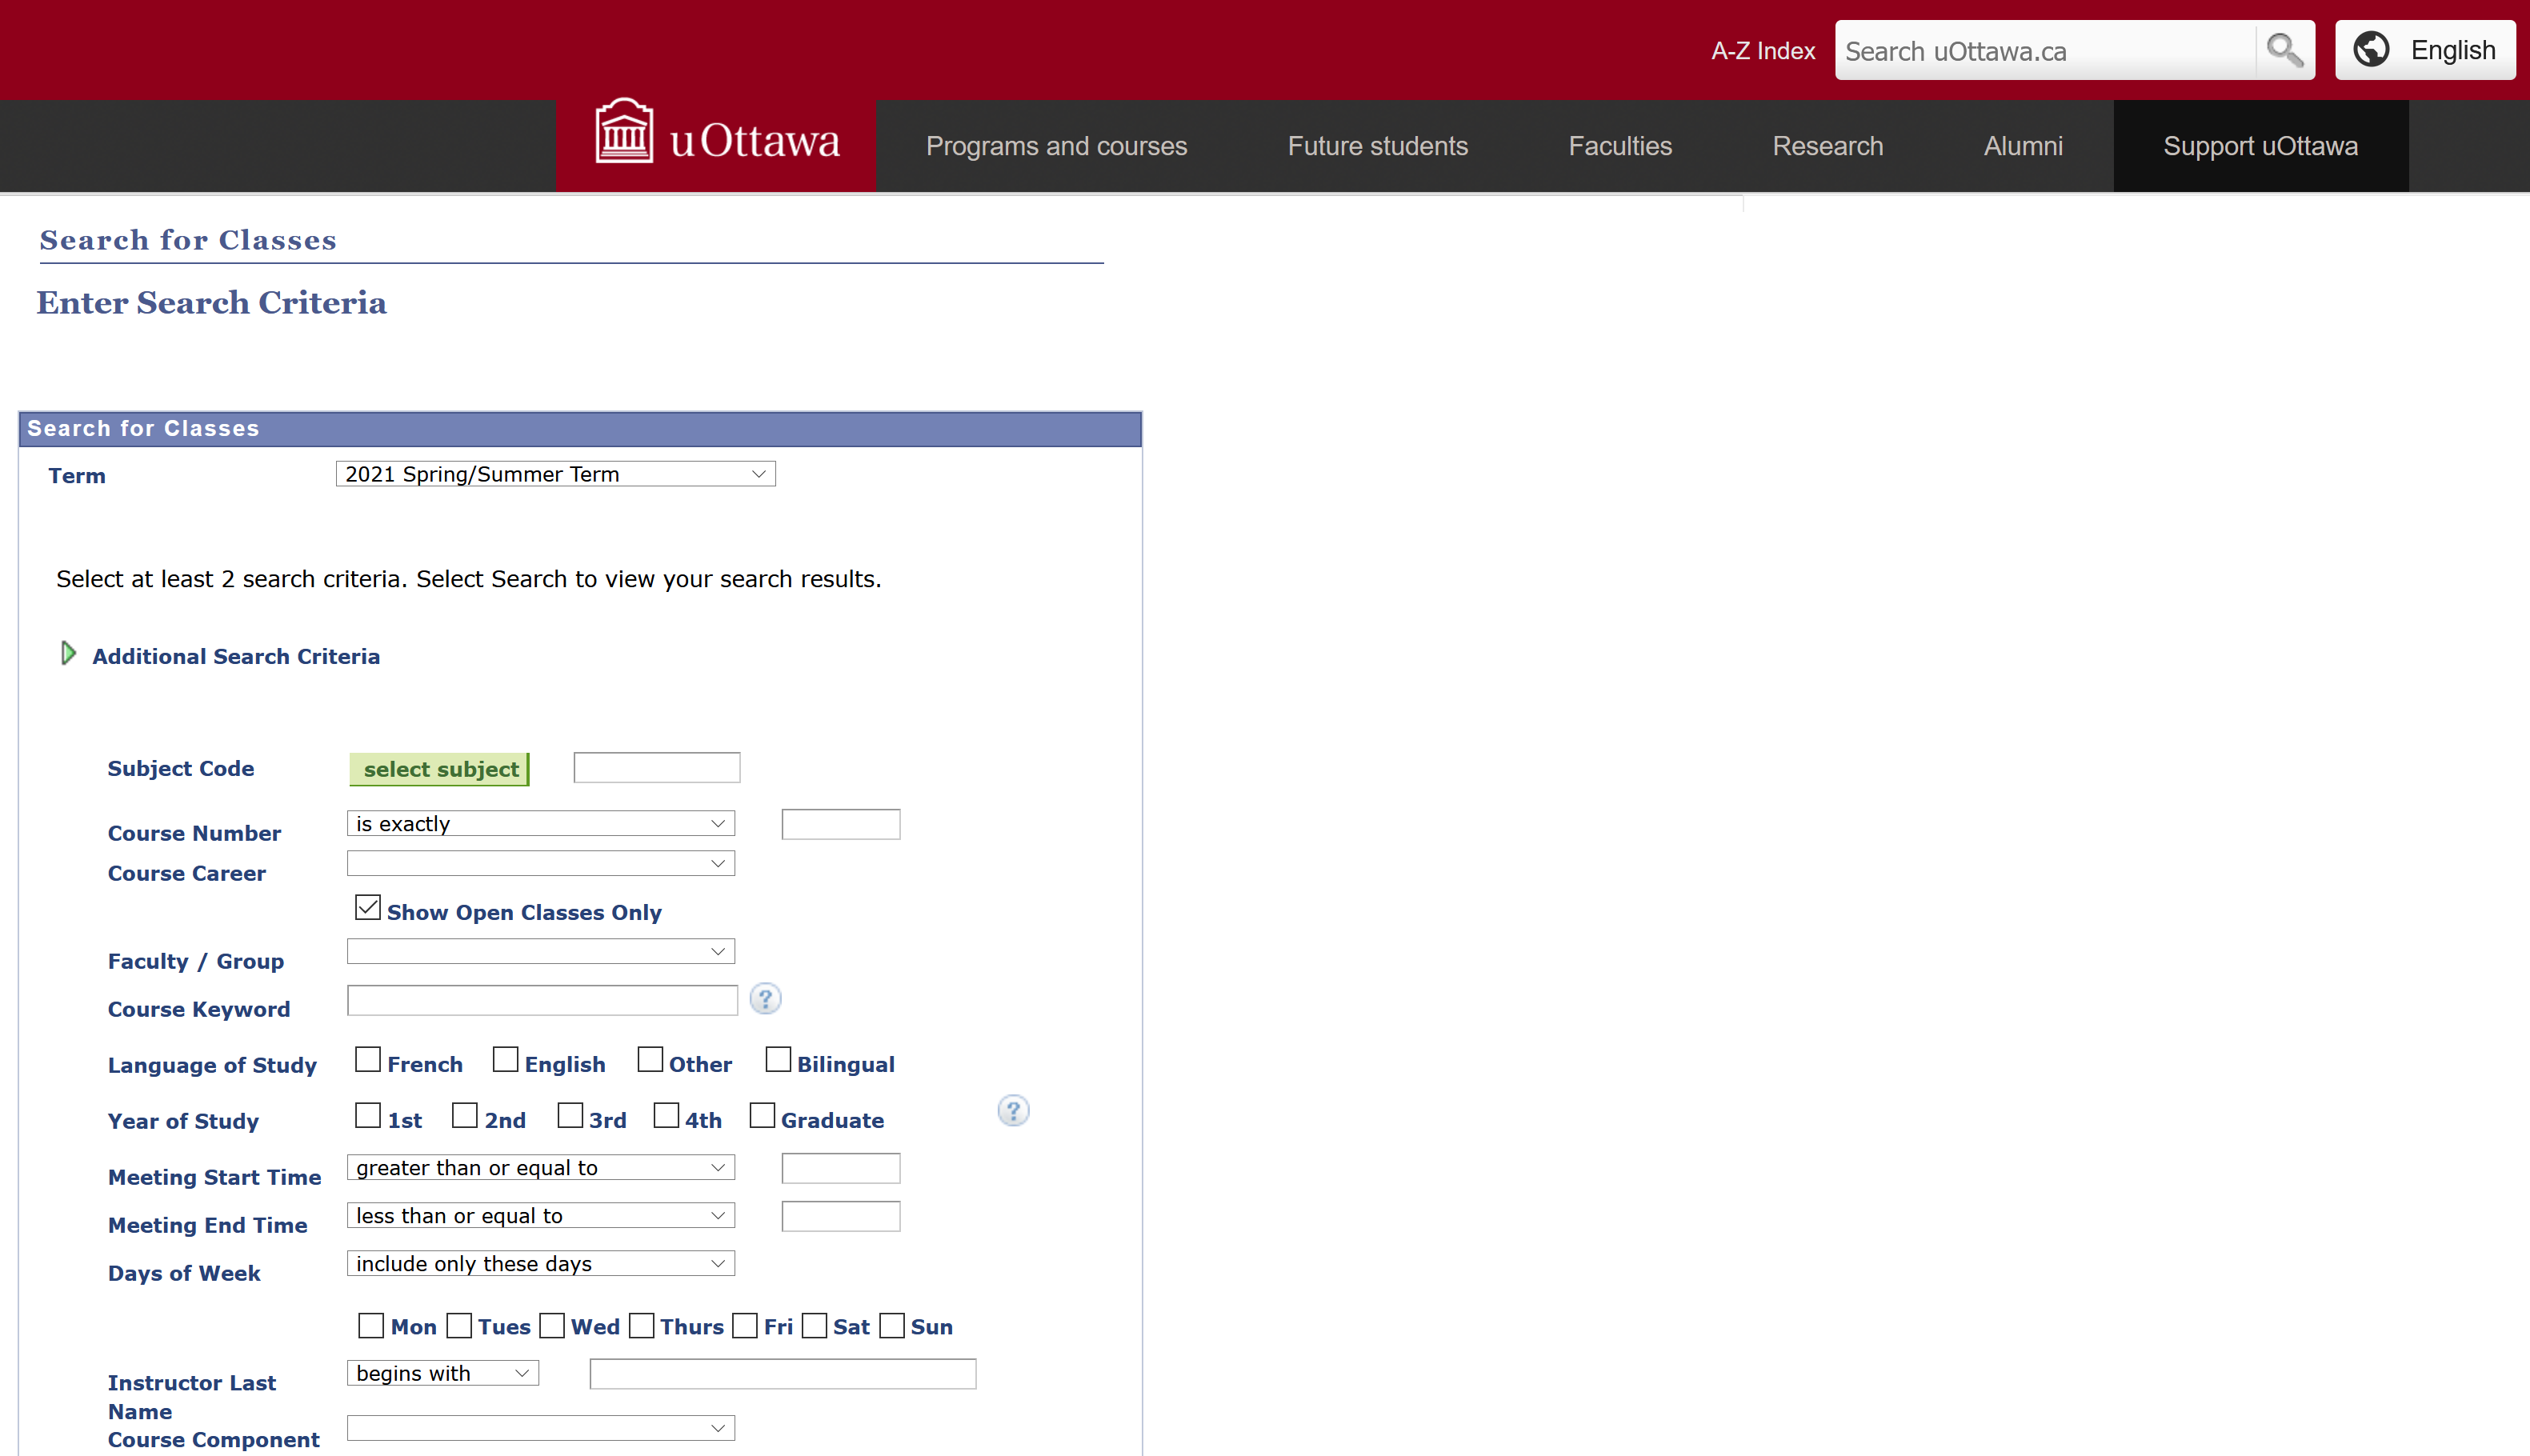 A-Z Index Search uOttawa.ca English
uOttawa Programs and courses Future students Faculties Research Alumni Support uOttawa
Search for Classes
Enter Search Criteria
Search for Classes
Term 2021 Spring/Summer Term
Select at least 2 search criteria. Select Search to view your search results.
Additional Search Criteria
Subject Code select subject
Course Number is exactly
Course Career
Show Open Classes Only
Faculty / Group
Course Keyword ?
Language of Study French English Other Bilingual
Year of Study 1st 2nd 3rd 4th Graduate ?
Meeting Start Time greater than or equal to
Meeting End Time less than or equal to
Days of Week include only these days
Mon Tues Wed Thurs Fri Sat Sun
Instructor Last begins with
Name
Course Component